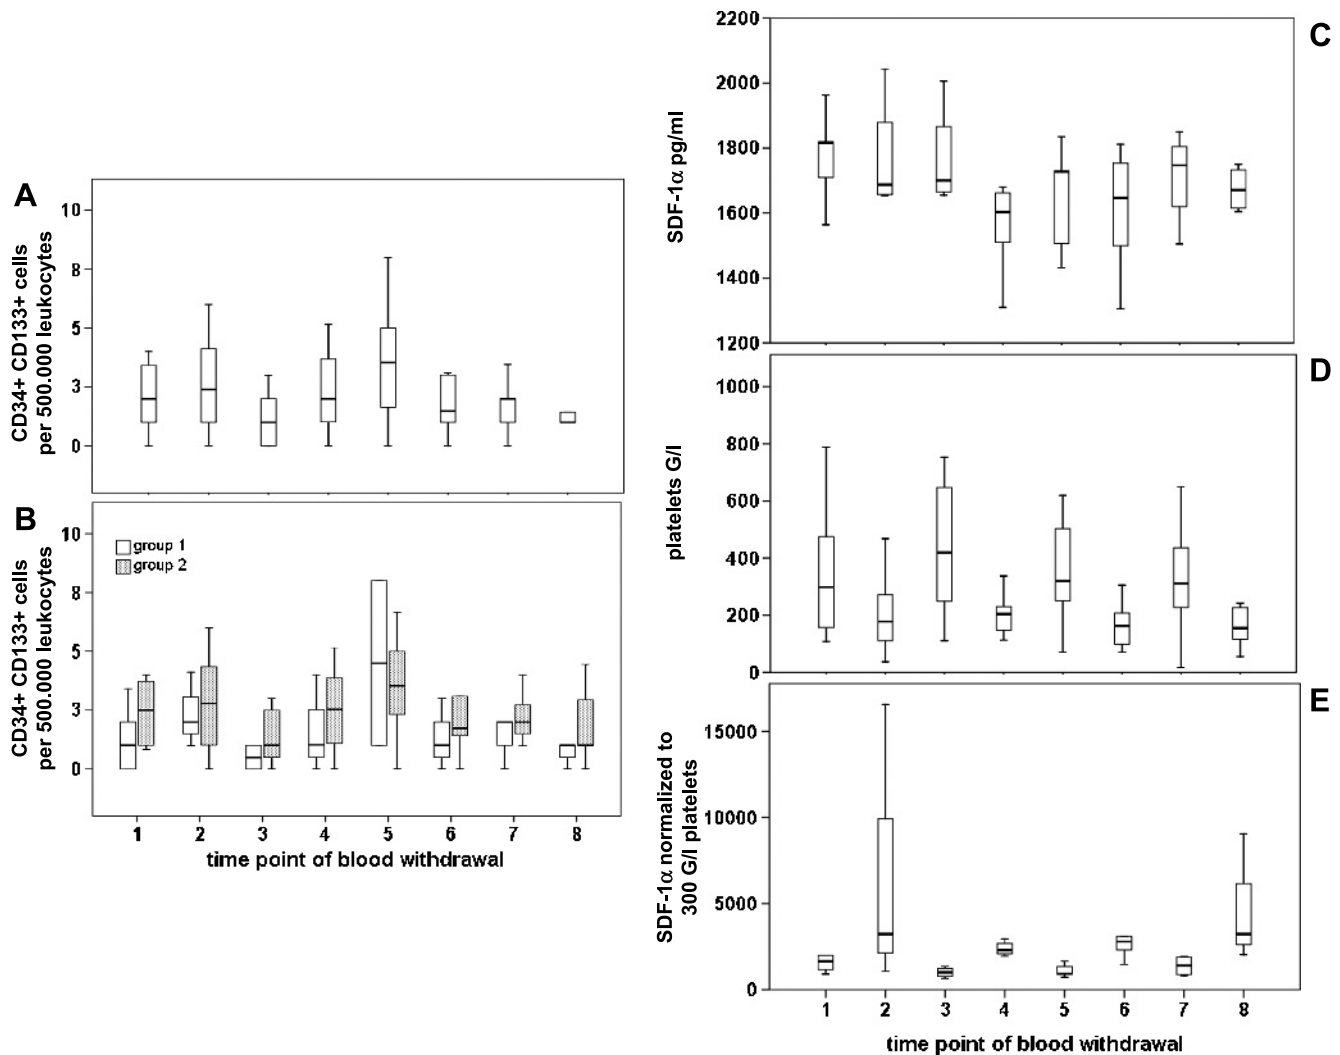 A
CD34+ CD133+ cells
per 500.000 leukocytes
10
8
5
3
0
B
CD34+ CD133+ cells
per 500.000 leukocytes
10
8
5
3
0
group 1
group 2
1 2 3 4 5 6 7 8
time point of blood withdrawal
C
SDF-1α pg/ml
2200
2000
1800
1600
1400
1200
D
platelets G/l
1000
800
600
400
200
0
E
SDF-1α normalized to
300 G/l platelets
15000
10000
5000
0
1 2 3 4 5 6 7 8
time point of blood withdrawal